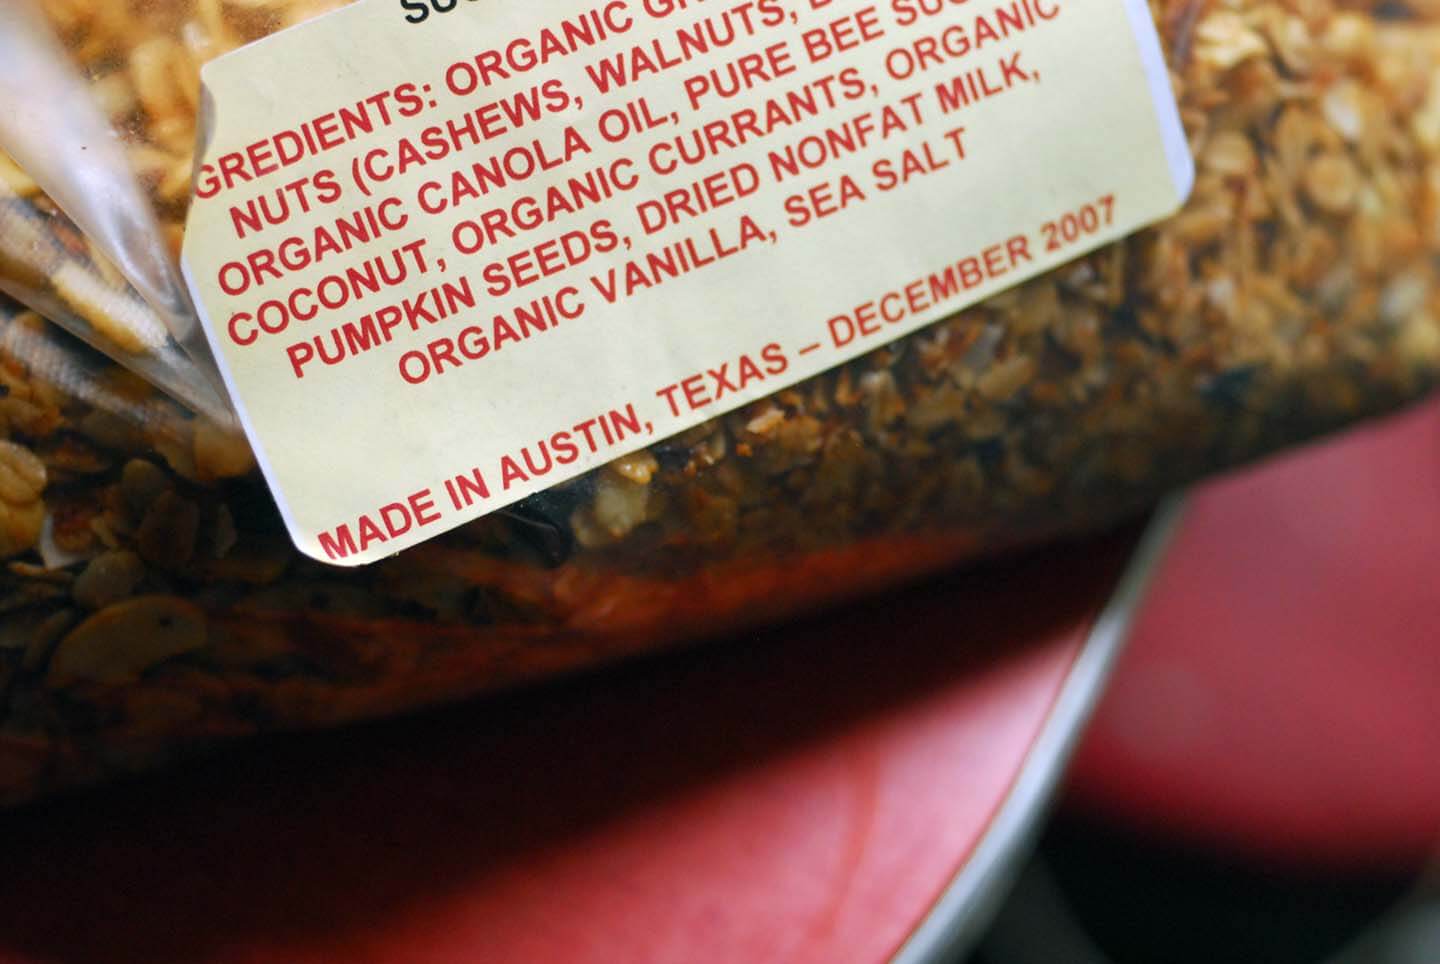 GREDIENTS: ORGANIC
NUTS (CASHEWS, WALNUTS,
ORGANIC CANOLA OIL, PURE BEE
COCONUT, ORGANIC CURRANTS, ORGANIC
PUMPKIN SEEDS, DRIED NONFAT MILK,
ORGANIC VANILLA, SEA SALT
MADE IN AUSTIN, TEXAS – DECEMBER 2007